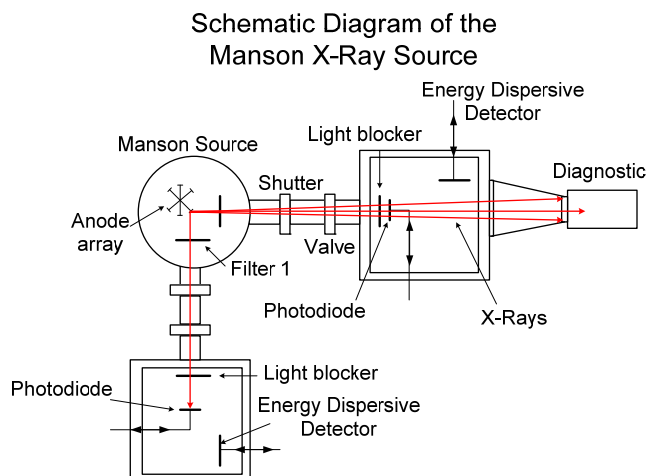 Schematic Diagram of the
Manson X-Ray Source
Energy Dispersive
Detector
Light blocker
Manson Source
Diagnostic
Shutter
Anode
array
Valve
Filter 1
Photodiode
X-Rays
Light blocker
Photodiode
Energy Dispersive
Detector